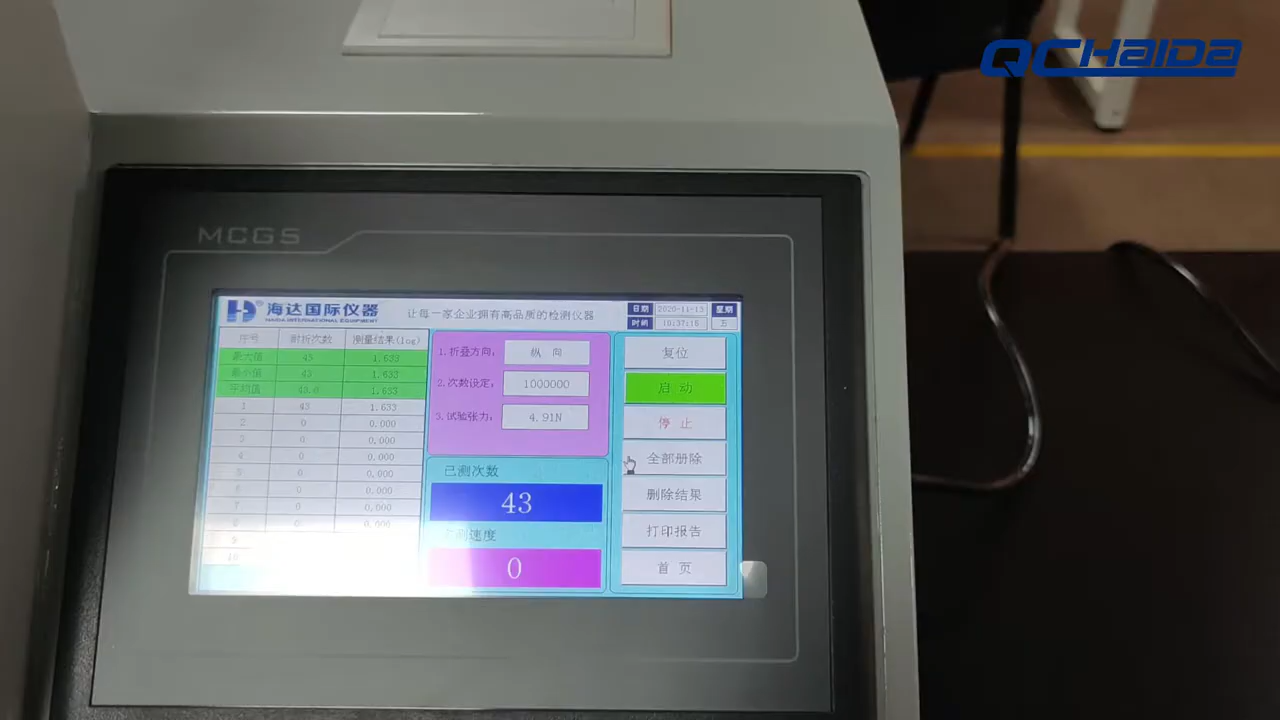 QCHaiDa
MCGS
海达国际仪器
HAIDA INTERNATIONAL EQUIPMENT
让每一家企业拥有高品质的检测仪器
日期 2020-11-13 星期
时间 10:37:16 五
序号 耐折次数 测量结果(log)
最大值 43 1.633
最小值 43 1.633
平均值 43.0 1.633
1 43 1.633
2 0 0.000
3 0 0.000
4 0 0.000
5 0 0.000
6 0 0.000
7 0 0.000
8 0 0.000
9
10
1.折叠方向: 纵 向
2.次数设定: 1000000
3.试验张力: 4.91N
已测次数
43
测速度
0
复位
启 动
停 止
全部册除
删除结果
打印报告
首 页